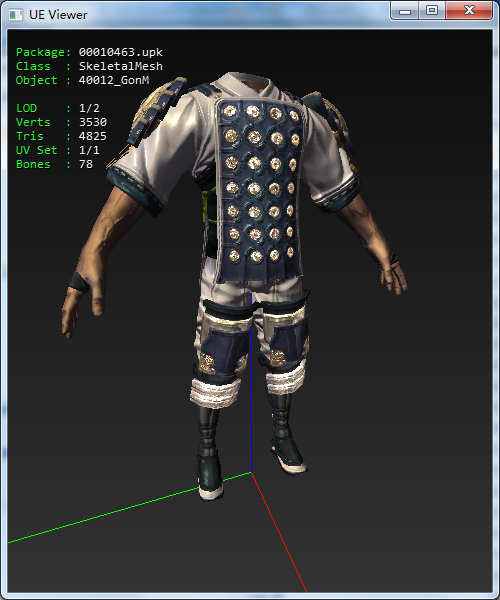 UE Viewer
Package: 00010463.upk
Class : SkeletalMesh
Object : 40012_GonM
LOD : 1/2
Verts : 3530
Tris : 4825
UV Set : 1/1
Bones : 78